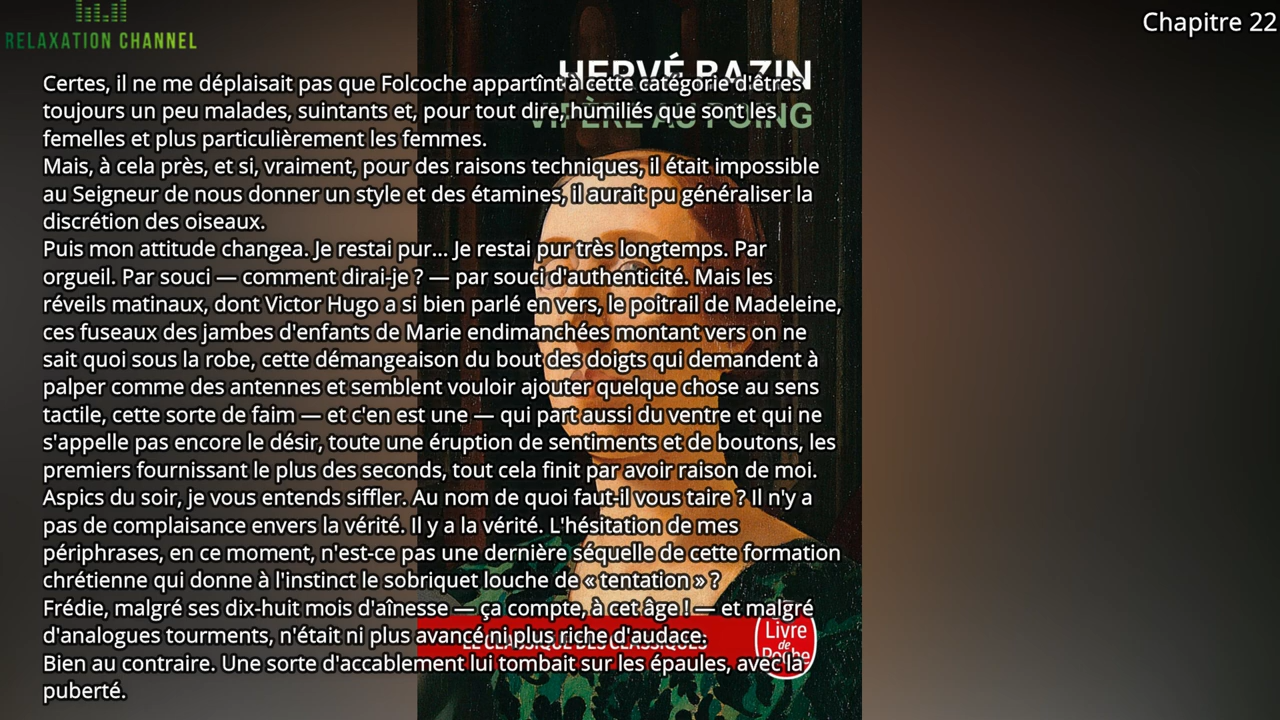 RELAXATION CHANNEL
Chapitre 22
HERVÉ BAZIN
VIPÈRE AU POING
Certes, il ne me déplaisait pas que Folcoche appartînt à cette catégorie d'êtres
toujours un peu malades, suintants et, pour tout dire, humiliés que sont les
femelles et plus particulièrement les femmes.
Mais, à cela près, et si, vraiment, pour des raisons techniques, il était impossible
au Seigneur de nous donner un style et des étamines, il aurait pu généraliser la
discrétion des oiseaux.
Puis mon attitude changea. Je restai pur... Je restai pur très longtemps. Par
orgueil. Par souci — comment dirai-je ? — par souci d'authenticité. Mais les
réveils matinaux, dont Victor Hugo a si bien parlé en vers, le poitrail de Madeleine,
ces fuseaux des jambes d'enfants de Marie endimanchées montant vers on ne
sait quoi sous la robe, cette démangeaison du bout des doigts qui demandent à
palper comme des antennes et semblent vouloir ajouter quelque chose au sens
tactile, cette sorte de faim — et c'en est une — qui part aussi du ventre et qui ne
s'appelle pas encore le désir, toute une éruption de sentiments et de boutons, les
premiers fournissant le plus des seconds, tout cela finit par avoir raison de moi.
Aspics du soir, je vous entends siffler. Au nom de quoi faut-il vous taire ? Il n'y a
pas de complaisance envers la vérité. Il y a la vérité. L'hésitation de mes
périphrases, en ce moment, n'est-ce pas une dernière séquelle de cette formation
chrétienne qui donne à l'instinct le sobriquet louche de « tentation » ?
Frédie, malgré ses dix-huit mois d'aînesse — ça compte, à cet âge ! — et malgré
d'analogues tourments, n'était ni plus avancé ni plus riche d'audace.
LE CLASSIQUE DES CLASSIQUES
Livre
de
Poche
Bien au contraire. Une sorte d'accablement lui tombait sur les épaules, avec la
puberté.